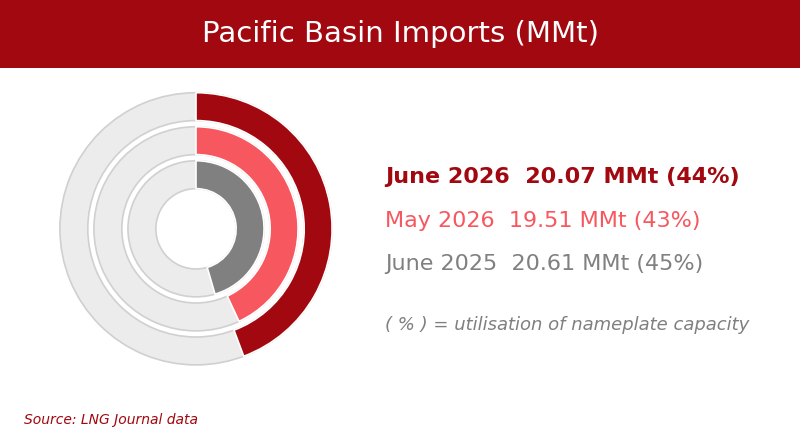 Pacific Basin Imports (MMt)
June 2026  20.07 MMt (44%)
May 2026  19.51 MMt (43%)
June 2025  20.61 MMt (45%)
( % ) = utilisation of nameplate capacity
Source: LNG Journal data